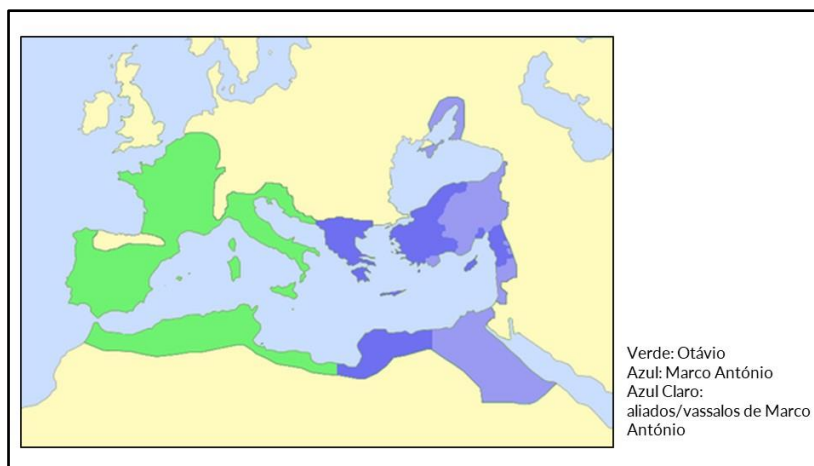 Verde: Otávio
Azul: Marco António
Azul Claro:
aliados/vassalos de Marco
António